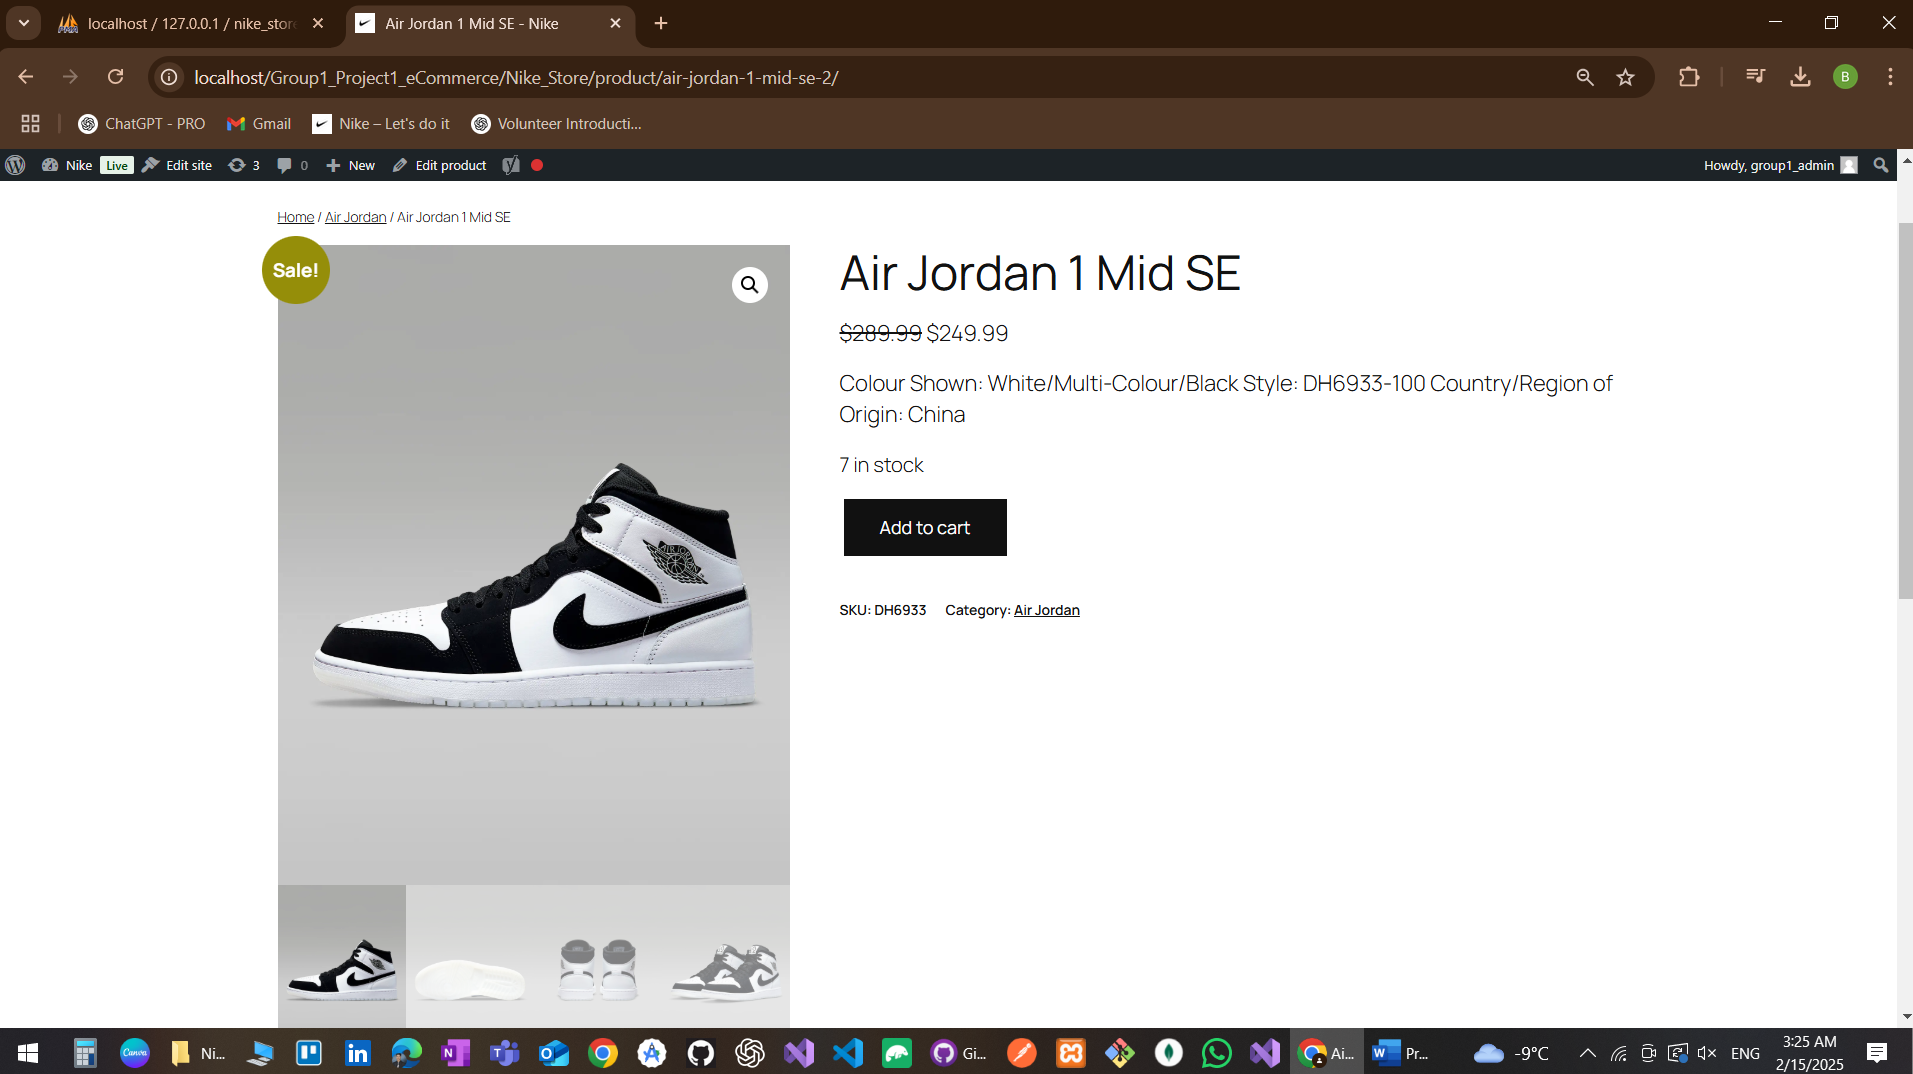 localhost / 127.0.0.1 / nike_stor
Air Jordan 1 Mid SE - Nike
localhost/Group1_Project1_eCommerce/Nike_Store/product/air-jordan-1-mid-se-2/
B
ChatGPT - PRO
Gmail
Nike – Let's do it
Volunteer Introducti...
Nike
Live
Edit site
3
0
New
Edit product
Howdy, group1_admin
Home / Air Jordan / Air Jordan 1 Mid SE
Sale!
Air Jordan 1 Mid SE
$289.99 $249.99
Colour Shown: White/Multi-Colour/Black Style: DH6933-100 Country/Region of
Origin: China
7 in stock
Add to cart
SKU: DH6933 Category: Air Jordan
Canva
Ni...
Gi...
Ai...
Pr...
-9°C
ENG
3:25 AM
2/15/2025